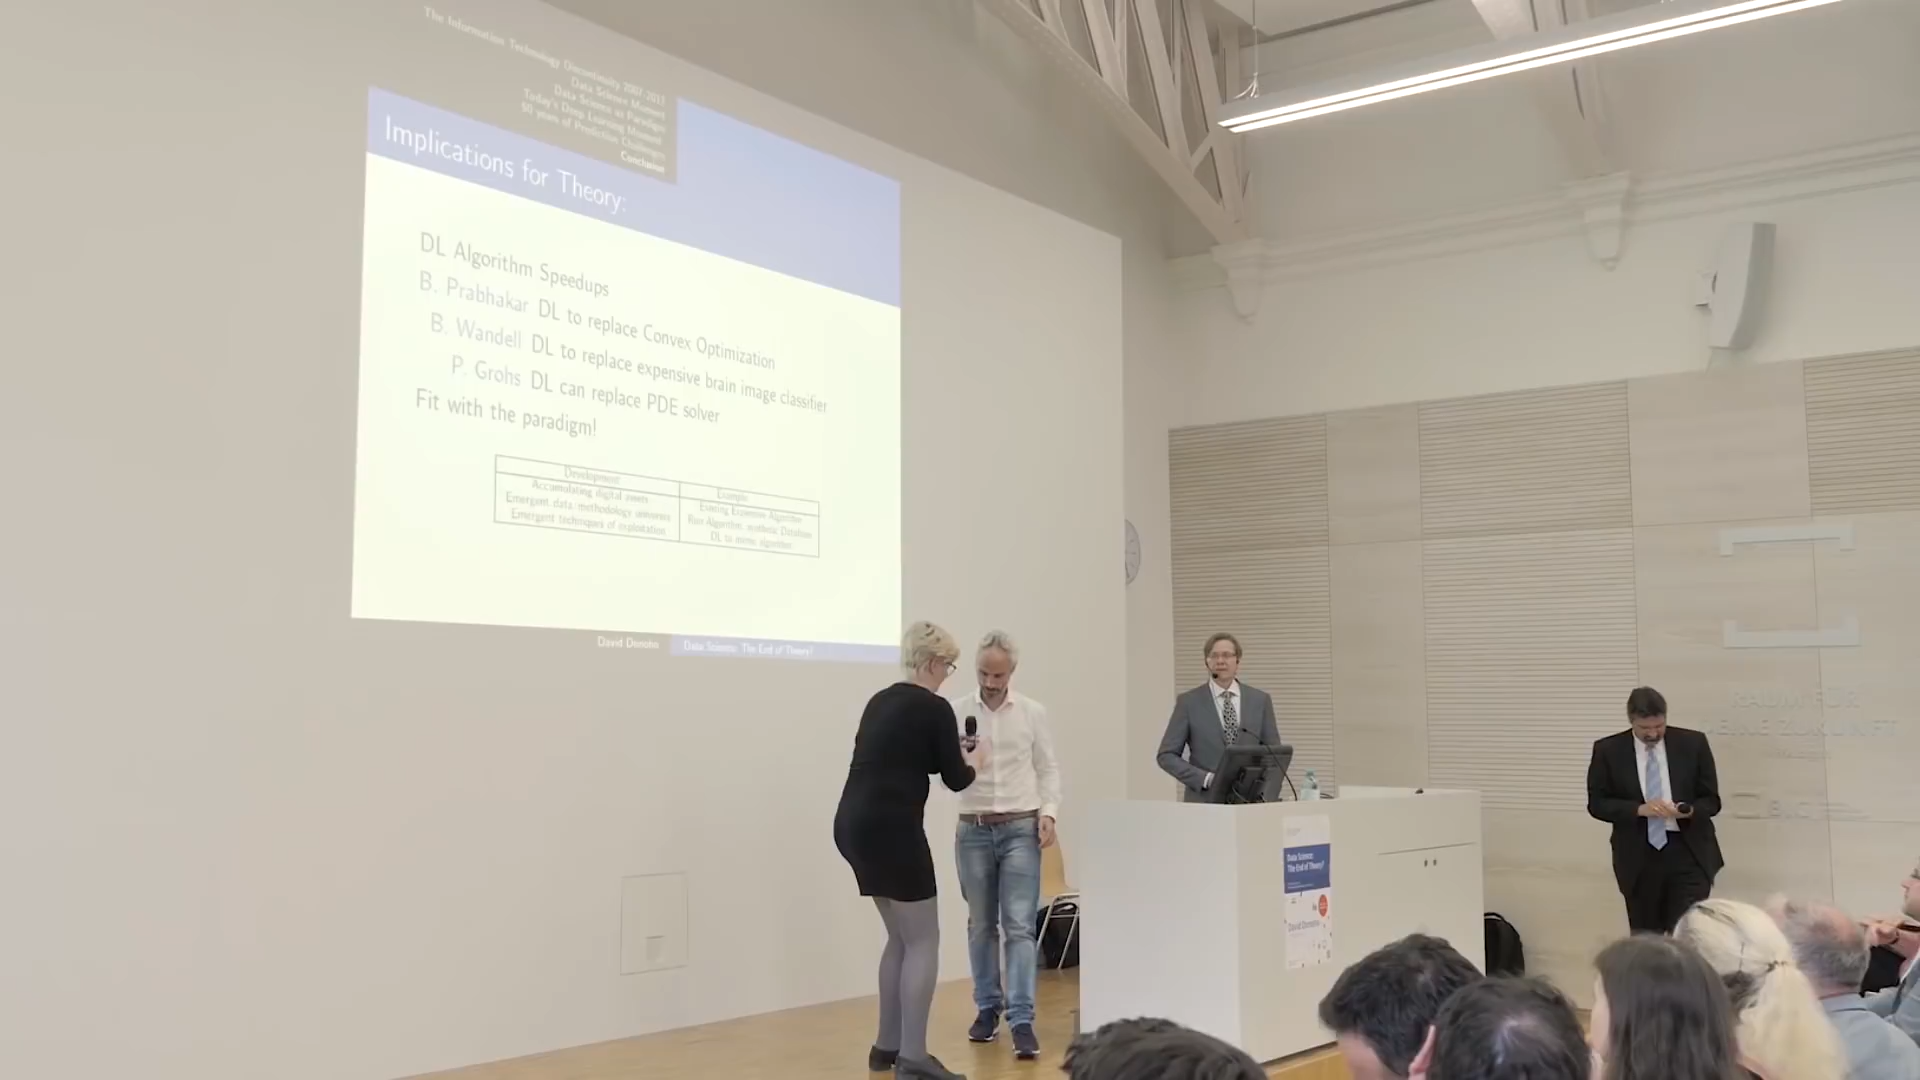 The Information Technology Discontinuity 2007-2017
Data Science Moment
Data Science as Paradigm
Today's Deep Learning Moment
50 years of Prediction Challenges
Conclusion
Implications for Theory:
DL Algorithm Speedups
B. Prabhakar DL to replace Convex Optimization
B. Wandell DL to replace expensive brain image classifier
P. Grohs DL can replace PDE solver
Fit with the paradigm!
Development Example
Accumulating digital assets Existing Expensive Algorithm
Emergent data/methodology universe Run Algorithm, synthetic Database
Emergent techniques of exploitation DL to mimic algorithm
David Donoho Data Science: The End of Theory?
Data Science:
The End of Theory?
David Donoho
RAUM FÜR
DEINE ZUKUNFT